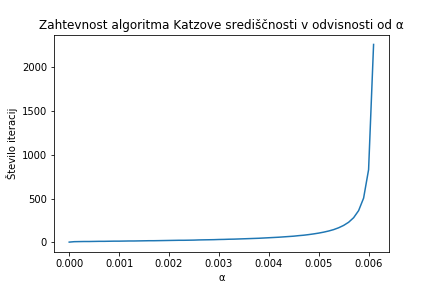 Zahtevnost algoritma Katzove središčnosti v odvisnosti od α
2000
1500
1000
500
0
Število iteracij
0.000 0.001 0.002 0.003 0.004 0.005 0.006
α